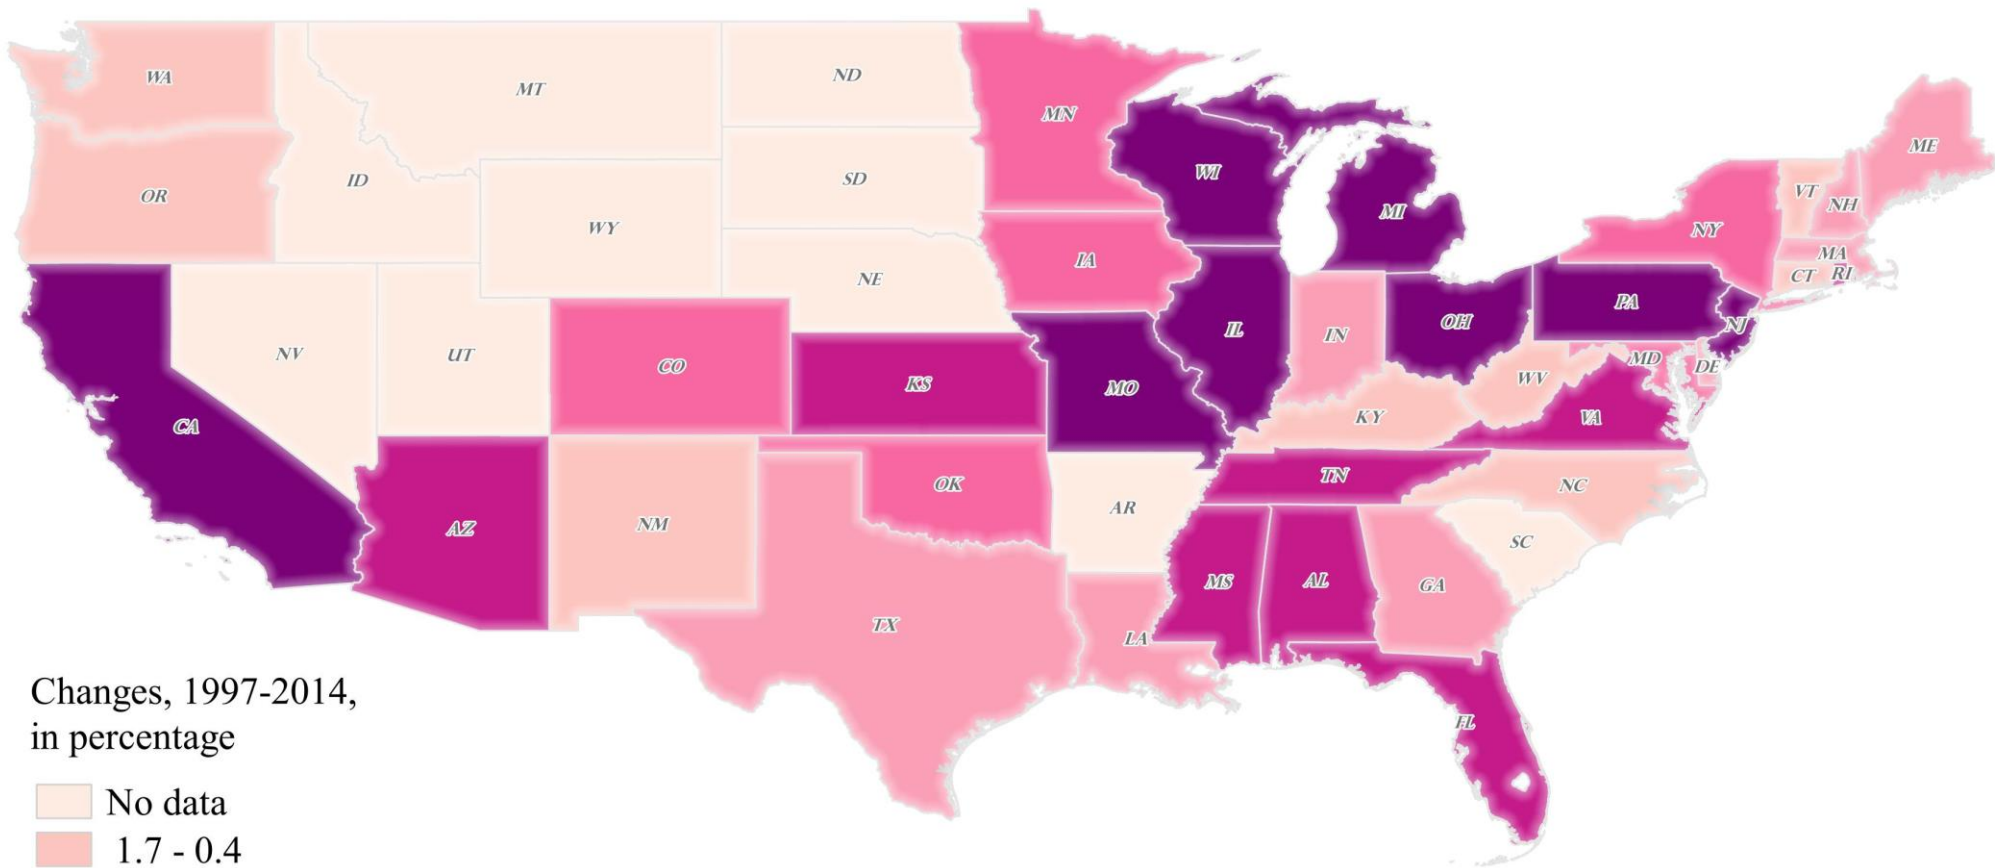 WA
MT
ND
MN
ME
OR
ID
SD
WI
MI
VT
NH
WY
NY
IA
MA
NE
CT
RI
PA
NV
UT
CO
KS
MO
IL
IN
OH
NJ
MD
DE
WV
CA
KY
VA
AZ
NM
OK
AR
TN
NC
SC
TX
LA
MS
AL
GA
FL
Changes, 1997-2014,
in percentage
No data
1.7 - 0.4